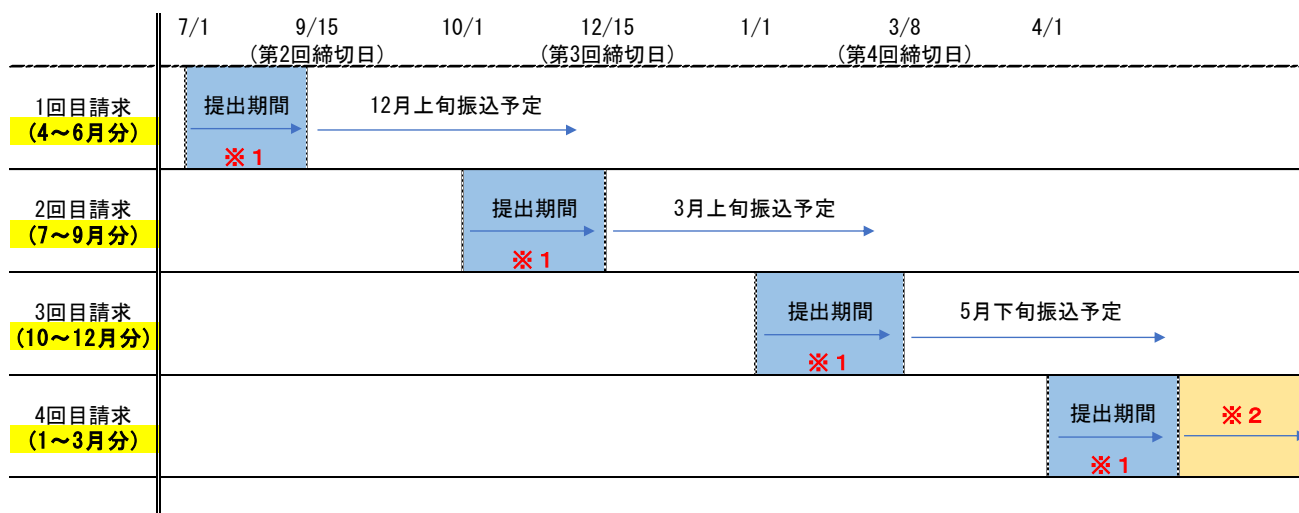 7/1 9/15 10/1 12/15 1/1 3/8 4/1
(第2回締切日) (第3回締切日) (第4回締切日)
1回目請求
(4～6月分)
提出期間
※１
12月上旬振込予定
2回目請求
(7～9月分)
提出期間
※１
3月上旬振込予定
3回目請求
(10～12月分)
提出期間
※１
5月下旬振込予定
4回目請求
(1～3月分)
提出期間
※１
※２